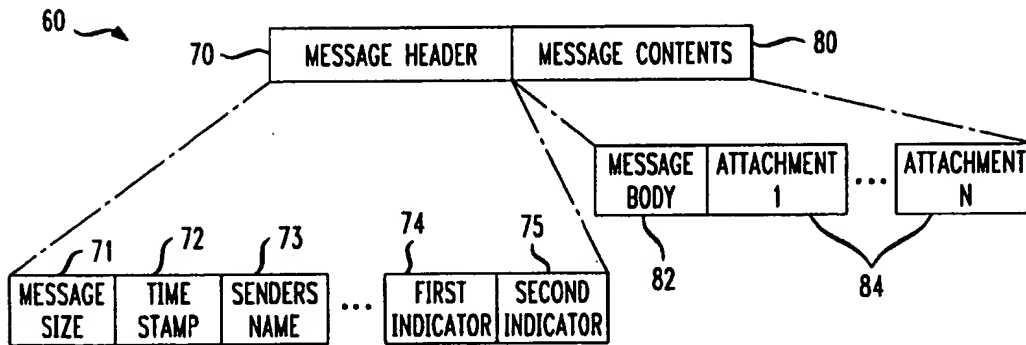 60
70 MESSAGE HEADER MESSAGE CONTENTS 80
MESSAGE BODY ATTACHMENT 1 ... ATTACHMENT N
82 84
71 72 73 74 75
MESSAGE SIZE TIME STAMP SENDERS NAME ... FIRST INDICATOR SECOND INDICATOR